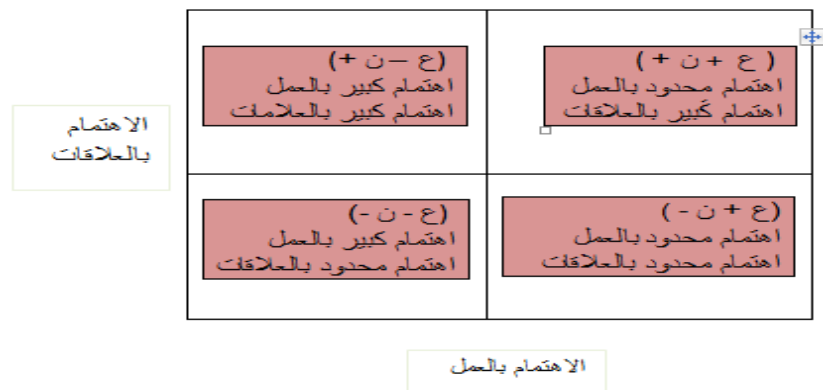 ( ع + ن + )
اهتمام محدود بالعمل
اهتمام كبير بالعلاقات
(ع – ن +)
اهتمام كبير بالعمل
اهتمام كبير بالعلامات
الاهتمام
بالعلاقات
(ع + ن - )
اهتمام محدود بالعمل
اهتمام محدود بالعلاقات
(ع - ن -)
اهتمام كبير بالعمل
اهتمام محدود بالعلاقات
الاهتمام بالعمل